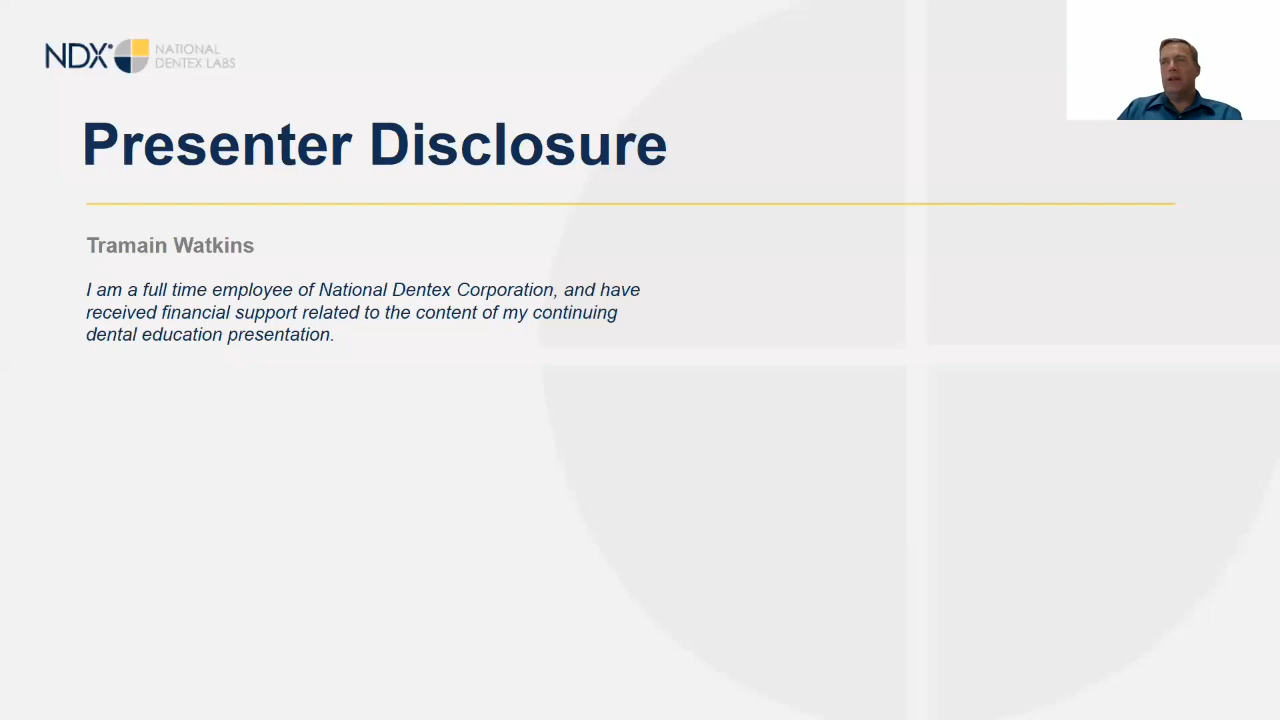 NDX NATIONAL
DENTEX LABS
Presenter Disclosure
Tramain Watkins
I am a full time employee of National Dentex Corporation, and have
received financial support related to the content of my continuing
dental education presentation.